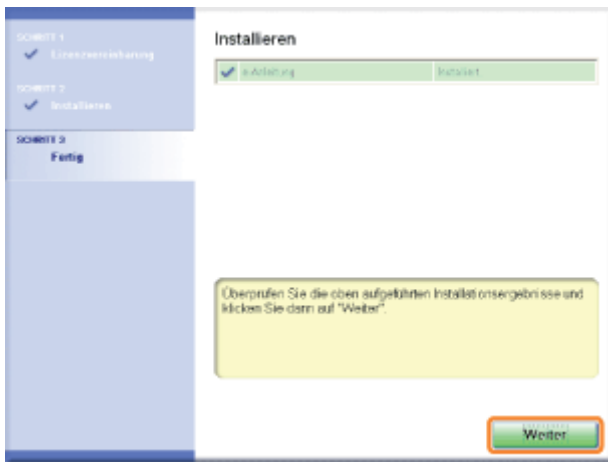 SCHRITT 1
Lizenzvereinbarung
SCHRITT 2
Installieren
SCHRITT 3
Fertig
Installieren
e-Anleitung Installiert.
Überprüfen Sie die oben aufgeführten Installationsergebnisse und
klicken Sie dann auf "Weiter".
Weiter